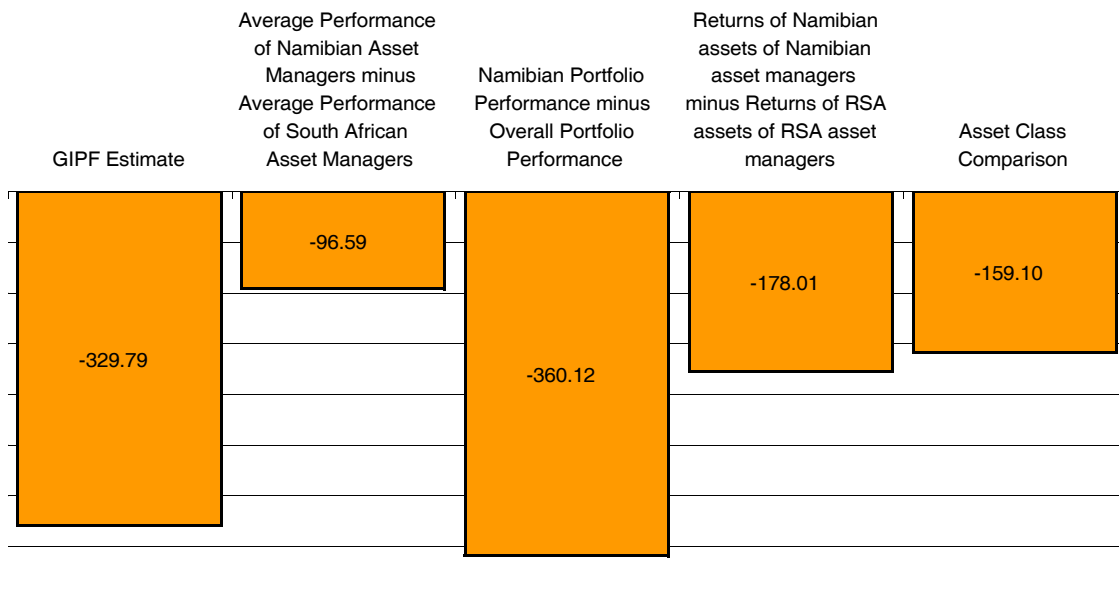 GIPF Estimate
Average Performance
of Namibian Asset
Managers minus
Average Performance
of South African
Asset Managers
Namibian Portfolio
Performance minus
Overall Portfolio
Performance
Returns of Namibian
assets of Namibian
asset managers
minus Returns of RSA
assets of RSA asset
managers
Asset Class
Comparison
-329.79
-96.59
-360.12
-178.01
-159.10